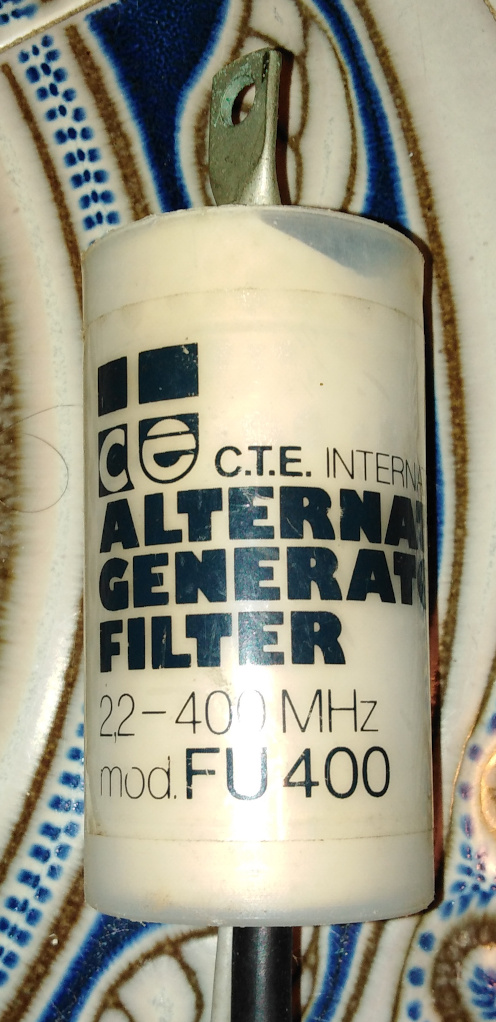 ce C.T.E. INTERNA
ALTERNA
GENERATO
FILTER
2,2-400 MHz
mod. FU 400